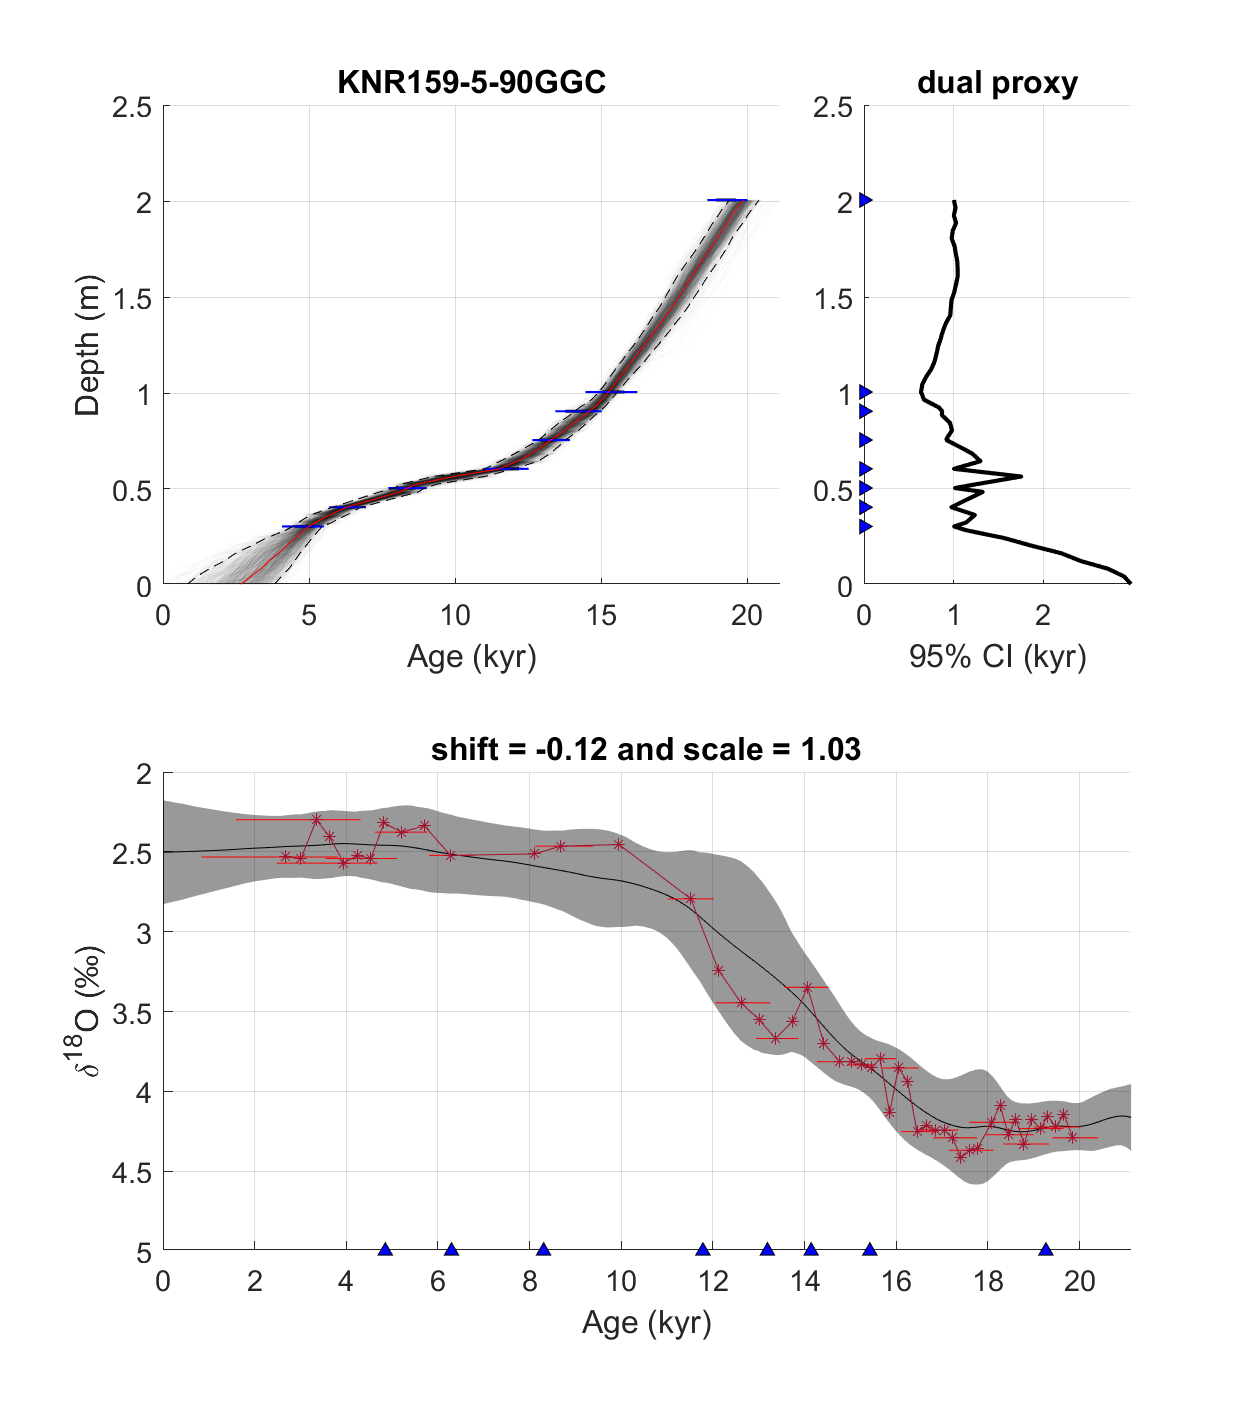 KNR159-5-90GGC
dual proxy
2.5
2
1.5
1
0.5
0
Depth (m)
0 5 10 15 20
Age (kyr)
2.5
2
1.5
1
0.5
0
0 1 2
95% CI (kyr)
shift = -0.12 and scale = 1.03
2
2.5
3
3.5
4
4.5
5
δ¹⁸O (‰)
0 2 4 6 8 10 12 14 16 18 20
Age (kyr)